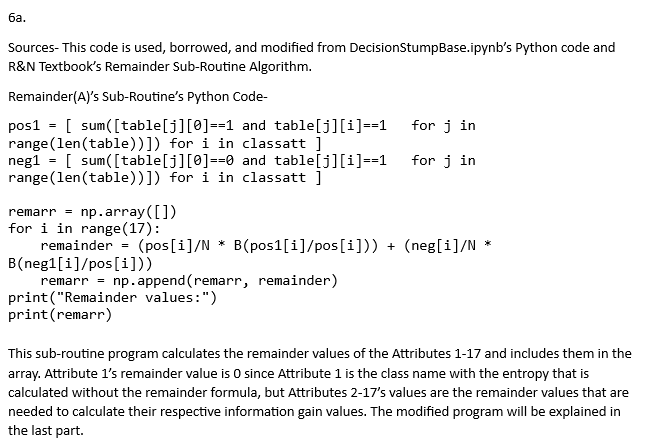 6a.
Sources- This code is used, borrowed, and modified from DecisionStumpBase.ipynb's Python code and
R&N Textbook's Remainder Sub-Routine Algorithm.
Remainder(A)'s Sub-Routine's Python Code-
pos1 = [ sum([table[j][0]==1 and table[j][i]==1   for j in
range(len(table))]) for i in classatt ]
neg1 = [ sum([table[j][0]==0 and table[j][i]==1   for j in
range(len(table))]) for i in classatt ]
remarr = np.array([])
for i in range(17):
    remainder = (pos[i]/N * B(pos1[i]/pos[i])) + (neg[i]/N *
B(neg1[i]/pos[i]))
    remarr = np.append(remarr, remainder)
print("Remainder values:")
print(remarr)
This sub-routine program calculates the remainder values of the Attributes 1-17 and includes them in the
array. Attribute 1's remainder value is 0 since Attribute 1 is the class name with the entropy that is
calculated without the remainder formula, but Attributes 2-17's values are the remainder values that are
needed to calculate their respective information gain values. The modified program will be explained in
the last part.